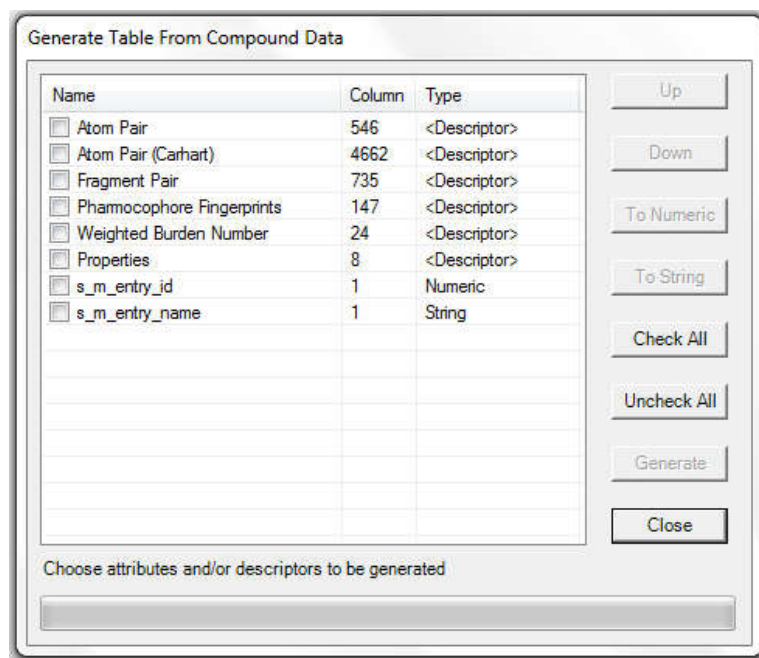 Generate Table From Compound Data
Name Column Type
Atom Pair 546 <Descriptor>
Atom Pair (Carhart) 4662 <Descriptor>
Fragment Pair 735 <Descriptor>
Pharmocophore Fingerprints 147 <Descriptor>
Weighted Burden Number 24 <Descriptor>
Properties 8 <Descriptor>
s_m_entry_id 1 Numeric
s_m_entry_name 1 String
Up
Down
To Numeric
To String
Check All
Uncheck All
Generate
Close
Choose attributes and/or descriptors to be generated